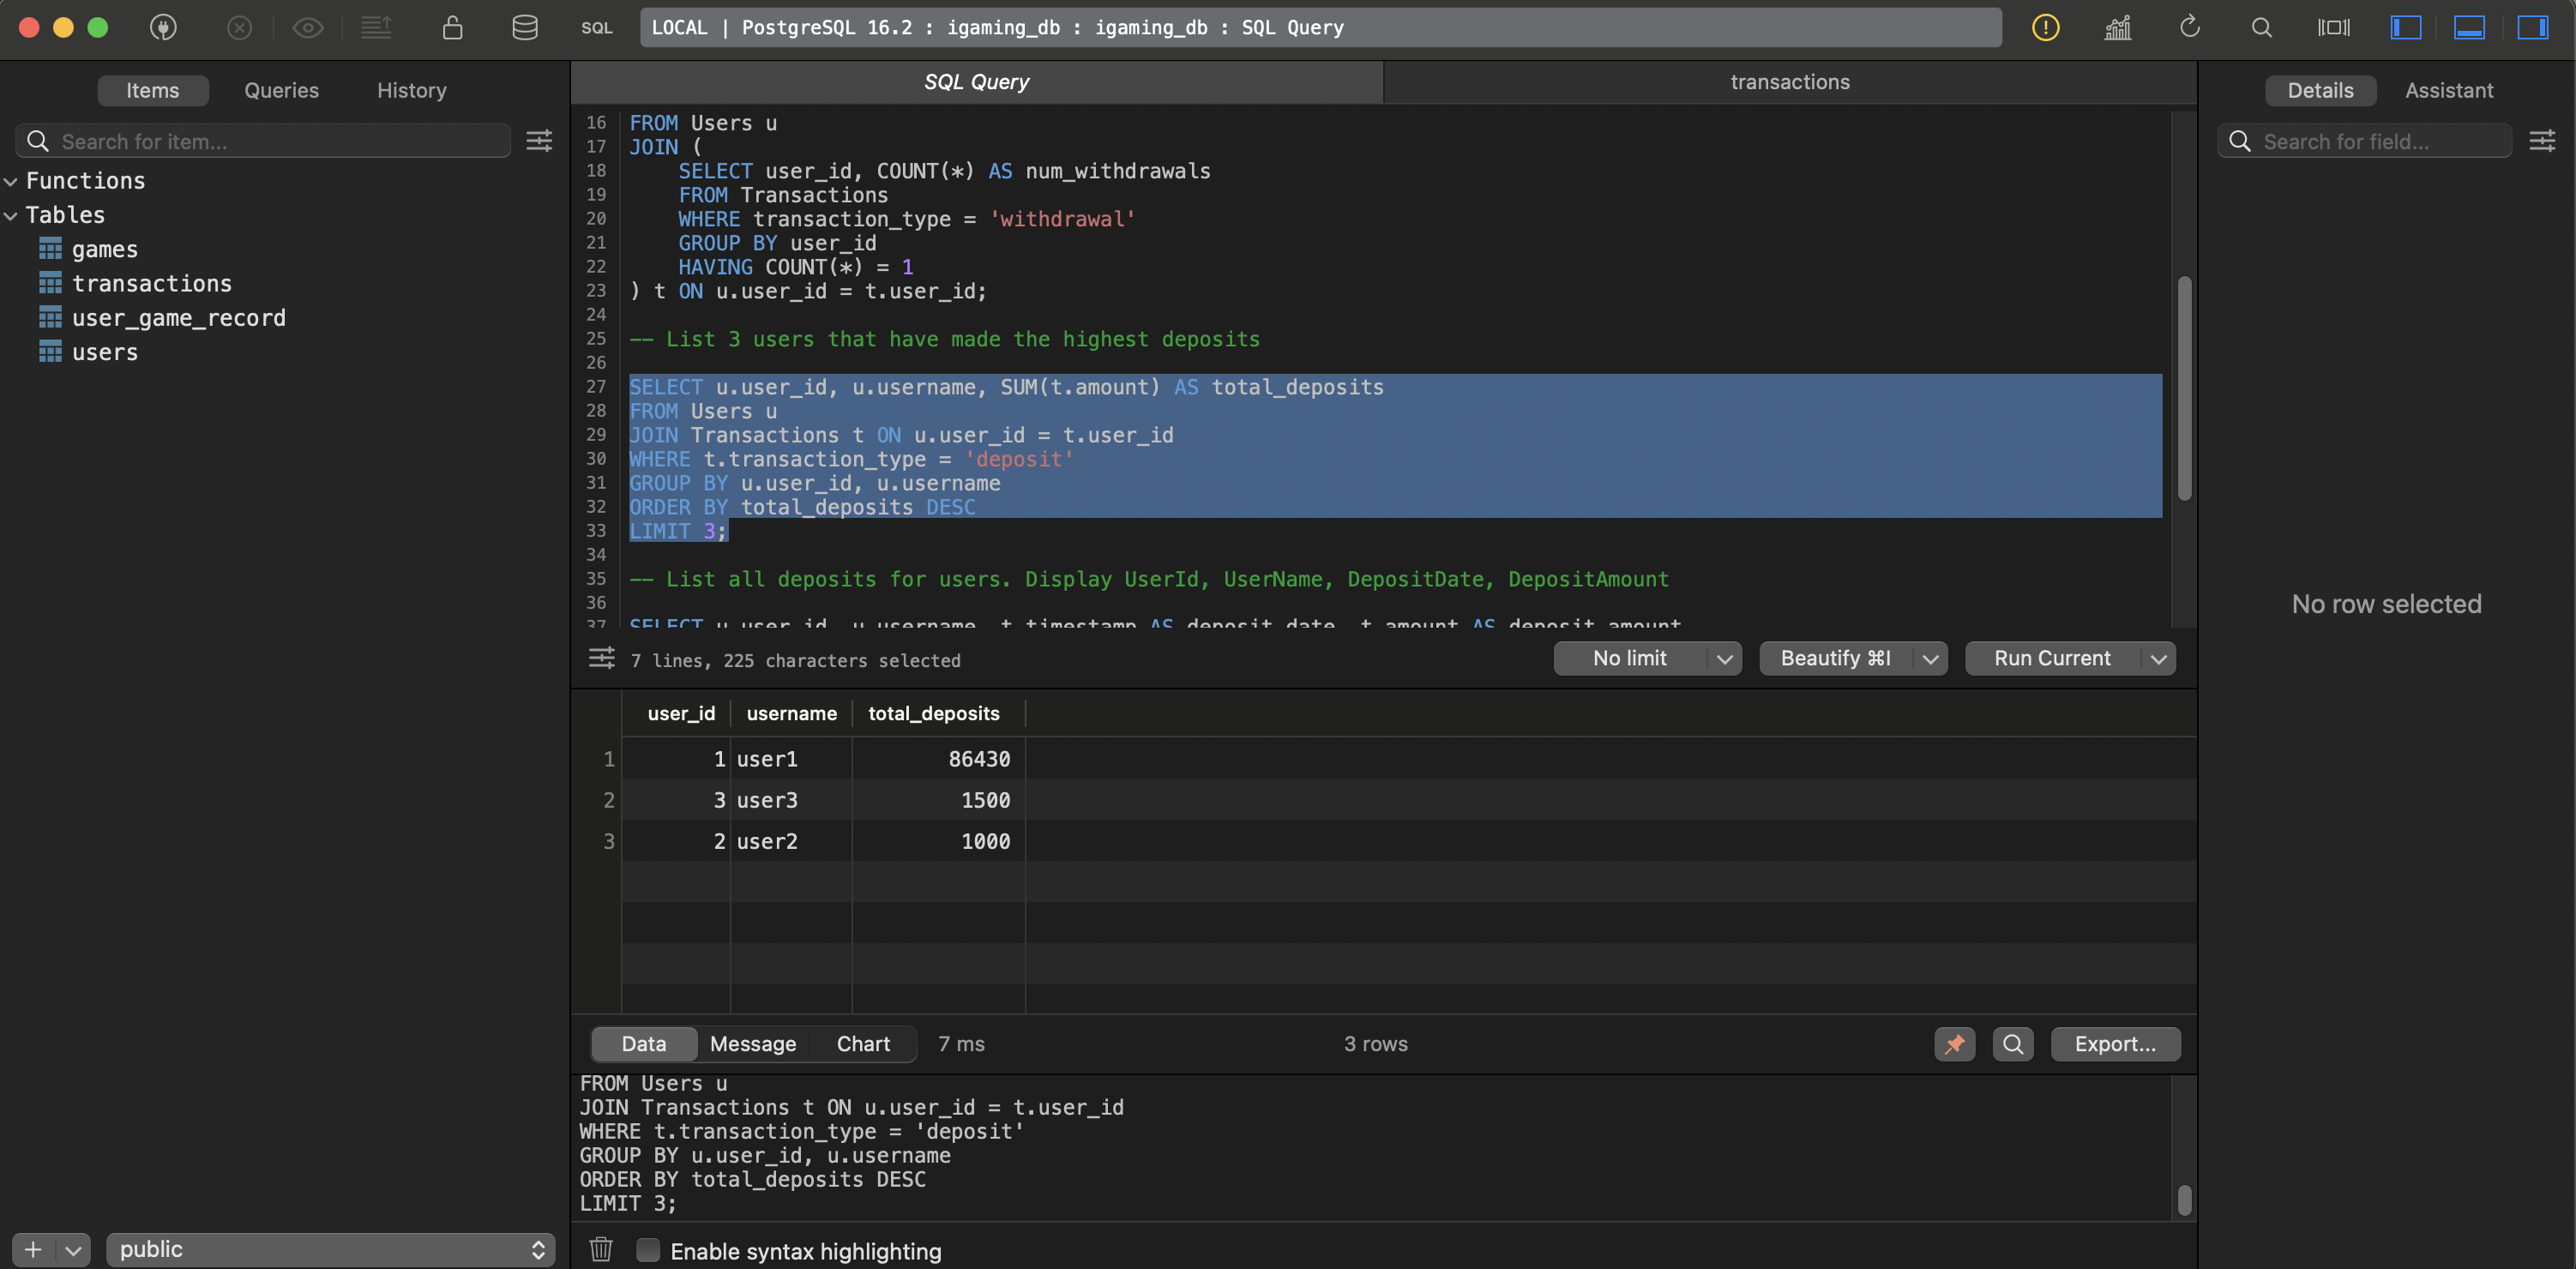 SQL
LOCAL | PostgreSQL 16.2 : igaming_db : igaming_db : SQL Query
Items
Queries
History
Search for item...
Functions
Tables
games
transactions
user_game_record
users
public
SQL Query
transactions
16 FROM Users u
17 JOIN (
18 SELECT user_id, COUNT(*) AS num_withdrawals
19 FROM Transactions
20 WHERE transaction_type = 'withdrawal'
21 GROUP BY user_id
22 HAVING COUNT(*) = 1
23 ) t ON u.user_id = t.user_id;
24
25 -- List 3 users that have made the highest deposits
26
27 SELECT u.user_id, u.username, SUM(t.amount) AS total_deposits
28 FROM Users u
29 JOIN Transactions t ON u.user_id = t.user_id
30 WHERE t.transaction_type = 'deposit'
31 GROUP BY u.user_id, u.username
32 ORDER BY total_deposits DESC
33 LIMIT 3;
34
35 -- List all deposits for users. Display UserId, UserName, DepositDate, DepositAmount
36
37 SELECT u.user_id, u.username, t.timestamp AS deposit_date, t.amount AS deposit_amount
7 lines, 225 characters selected
No limit
Beautify ⌘I
Run Current
user_id username total_deposits
1 1 user1 86430
2 3 user3 1500
3 2 user2 1000
Data
Message
Chart
7 ms
3 rows
Export...
FROM Users u
JOIN Transactions t ON u.user_id = t.user_id
WHERE t.transaction_type = 'deposit'
GROUP BY u.user_id, u.username
ORDER BY total_deposits DESC
LIMIT 3;
Enable syntax highlighting
Details
Assistant
Search for field...
No row selected